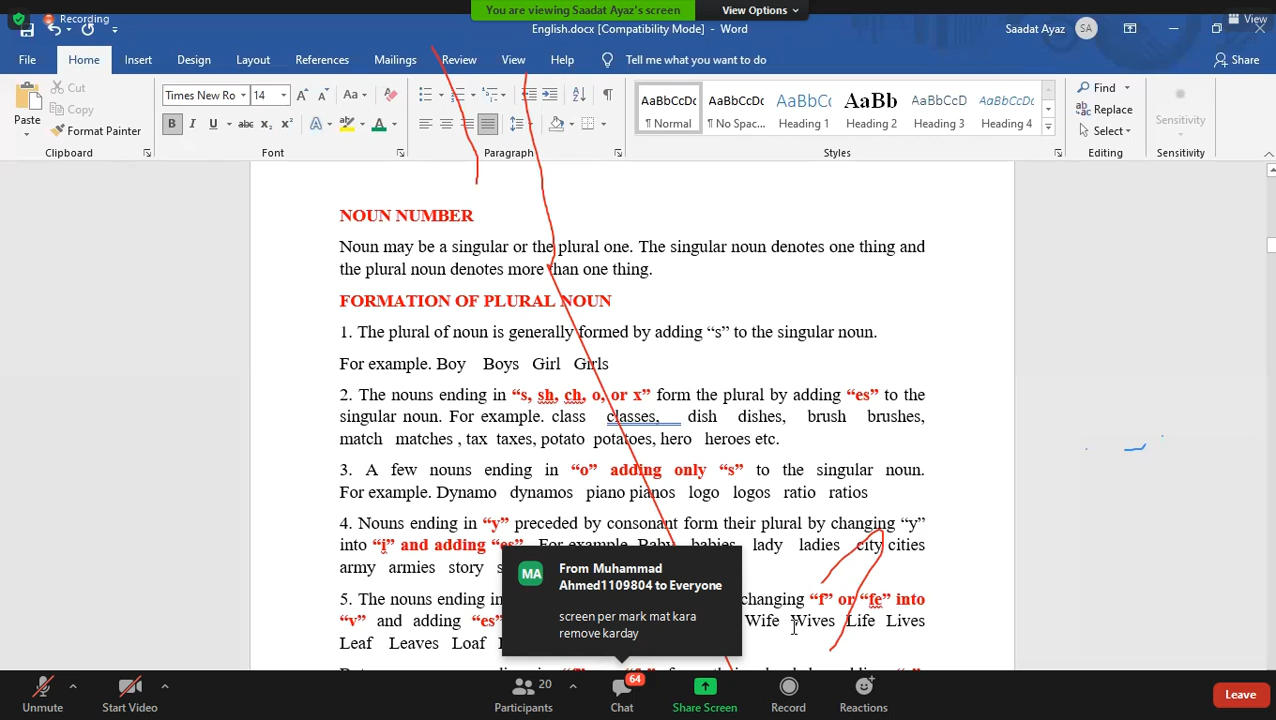 Recording
You are viewing Saadat Ayaz's screen
View Options
View
English.docx [Compatibility Mode] - Word
Saadat Ayaz
SA
File Home Insert Design Layout References Mailings Review View Help Tell me what you want to do Share
Paste
Cut
Copy
Format Painter
Clipboard
Times New Ro 14
Aa
B I U abc x₂ x²
Font
Paragraph
AaBbCcDc AaBbCcDc AaBbCc AaBb AaBbCcDc AaBbCcDc
¶ Normal ¶ No Spac... Heading 1 Heading 2 Heading 3 Heading 4
Styles
Find
Replace
Select
Editing
Sensitivity
Sensitivity
NOUN NUMBER
Noun may be a singular or the plural one. The singular noun denotes one thing and
the plural noun denotes more than one thing.
FORMATION OF PLURAL NOUN
1. The plural of noun is generally formed by adding “s” to the singular noun.
For example. Boy Boys Girl Girls
2. The nouns ending in “s, sh, ch, o, or x” form the plural by adding “es” to the
singular noun. For example. class classes, dish dishes, brush brushes,
match matches , tax taxes, potato potatoes, hero heroes etc.
3. A few nouns ending in “o” adding only “s” to the singular noun.
For example. Dynamo dynamos piano pianos logo logos ratio ratios
4. Nouns ending in “y” preceded by consonant form their plural by changing “y”
into “i” and adding “es”. For example. Baby babies lady ladies city cities
army armies story
5. The nouns ending in changing “f” or “fe” into
“v” and adding “es” Wife Wives Life Lives
Leaf Leaves Loaf
MA
From Muhammad
Ahmed1109804 to Everyone
screen per mark mat kara
remove karday
Unmute
Start Video
20
Participants
64
Chat
Share Screen
Record
Reactions
Leave